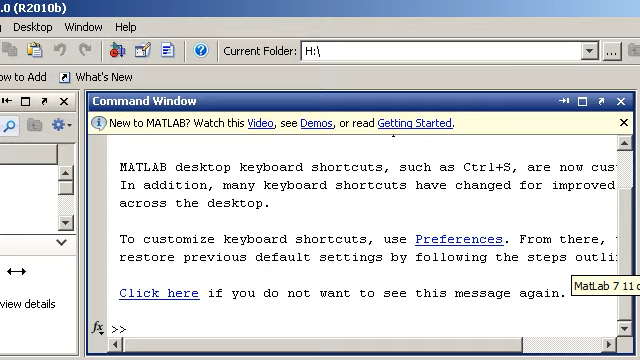 .0 (R2010b)
Desktop Window Help
Current Folder: H:\ ...
ow to Add What's New
Command Window
New to MATLAB? Watch this Video, see Demos, or read Getting Started.
MATLAB desktop keyboard shortcuts, such as Ctrl+S, are now cus
In addition, many keyboard shortcuts have changed for improved
across the desktop.
To customize keyboard shortcuts, use Preferences. From there,
restore previous default settings by following the steps outli
Click here if you do not want to see this message again.
MatLab 7 11
view details
fx >>